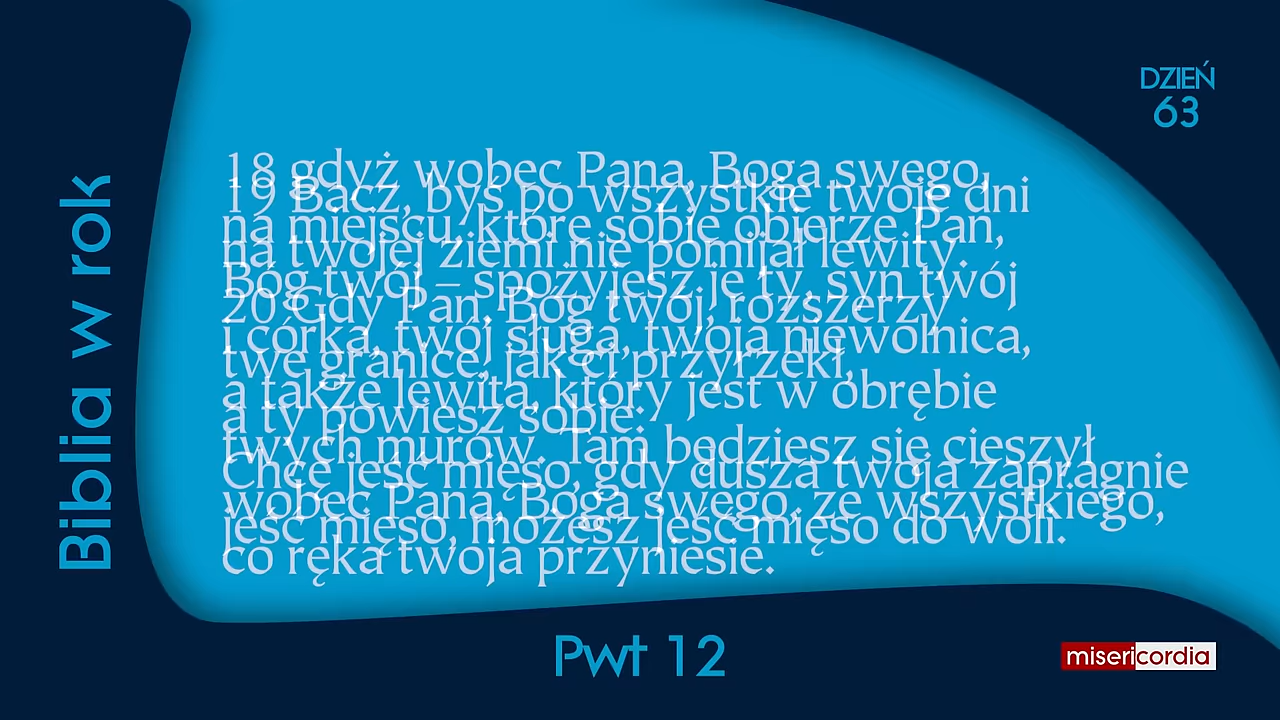 DZIEŃ
63
Biblia w rok
18 gdyż wobec Pana, Boga swego,
na miejscu, które sobie obierze Pan,
Bóg twój – spożyjesz je ty, syn twój
i córka, twój sługa, twoja niewolnica,
a także lewita, który jest w obrębie
twych murów. Tam będziesz się cieszył
wobec Pana, Boga swego, ze wszystkiego,
co ręka twoja przyniesie.
19 Bacz, byś po wszystkie twoje dni
na twojej ziemi nie pomijał lewity.
20 Gdy Pan, Bóg twój, rozszerzy
twe granice, jak ci przyrzekł,
a ty powiesz sobie:
Chcę jeść mięso, gdy dusza twoja zapragnie
jeść mięso, możesz jeść mięso do woli.
Pwt 12
misericordia